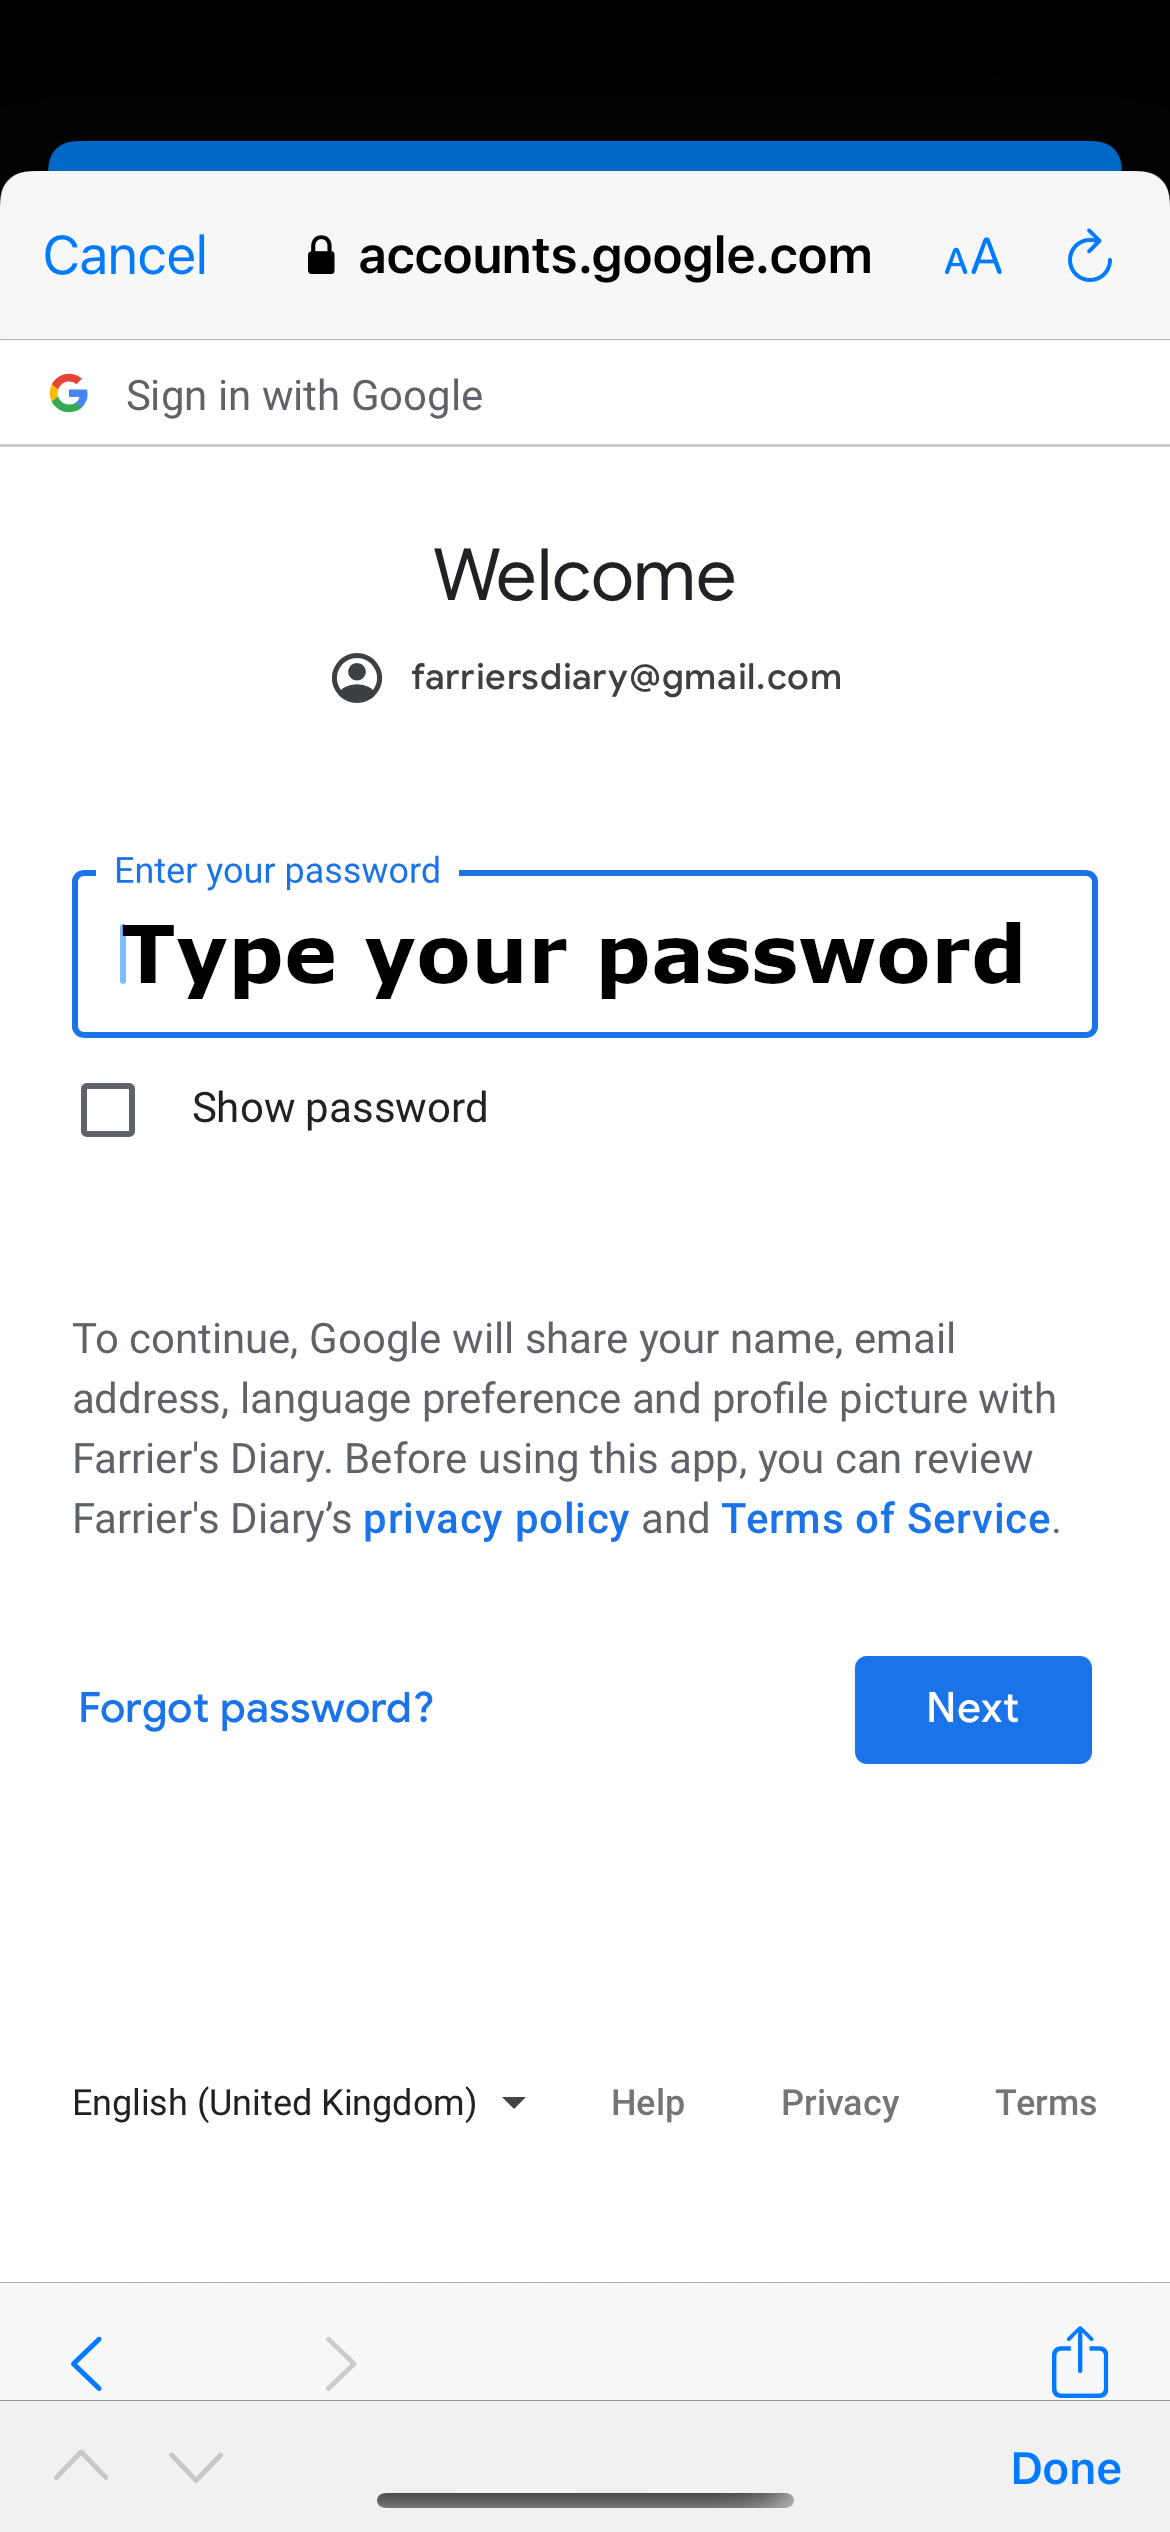 Cancel accounts.google.com AA
Sign in with Google
Welcome
farriersdiary@gmail.com
Enter your password
Type your password
Show password
To continue, Google will share your name, email
address, language preference and profile picture with
Farrier's Diary. Before using this app, you can review
Farrier's Diary’s privacy policy and Terms of Service.
Forgot password? Next
English (United Kingdom) Help Privacy Terms
Done